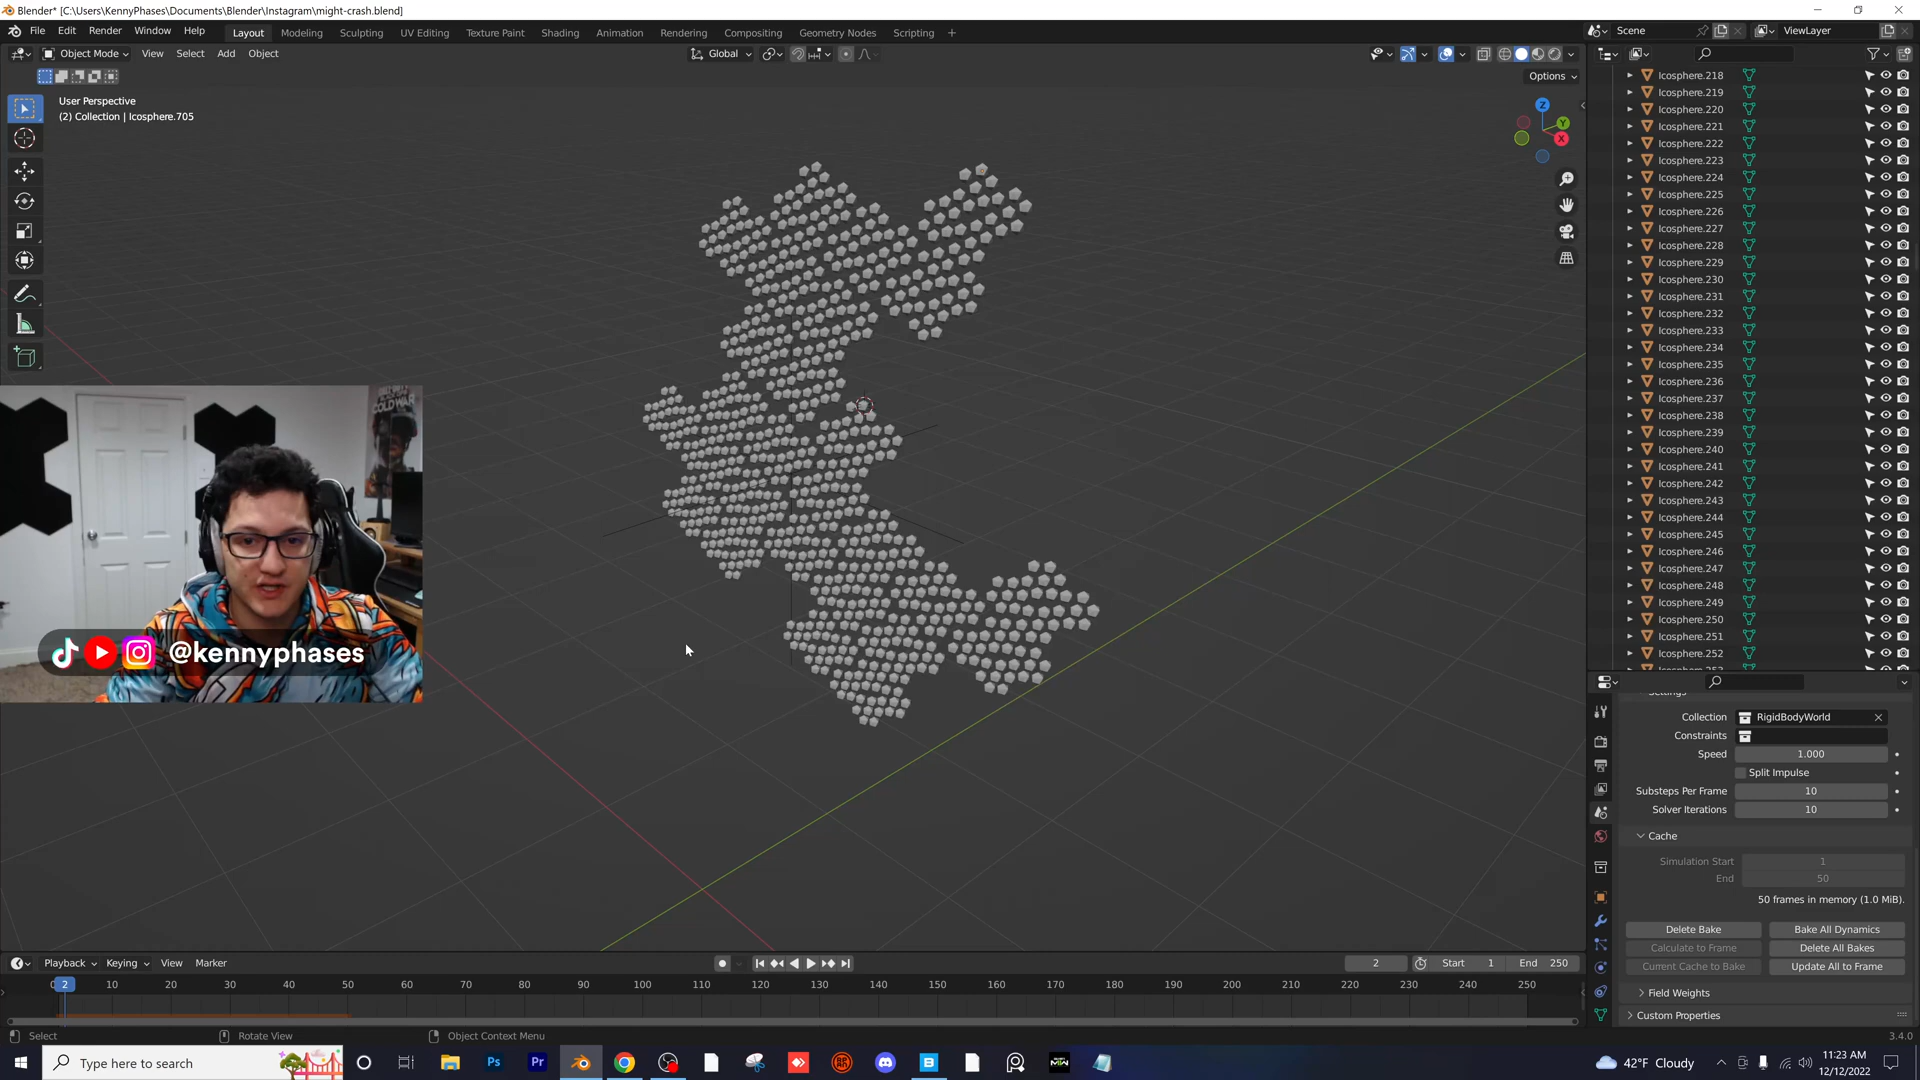 Blender* [C:\Users\KennyPhases\Documents\Blender\Instagram\might-crash.blend]
File Edit Render Window Help Layout Modeling Sculpting UV Editing Texture Paint Shading Animation Rendering Compositing Geometry Nodes Scripting + Scene ViewLayer
Object Mode View Select Add Object Global
Options
User Perspective
(2) Collection | Icosphere.705
Z
Y
X
Icosphere.218
Icosphere.219
Icosphere.220
Icosphere.221
Icosphere.222
Icosphere.223
Icosphere.224
Icosphere.225
Icosphere.226
Icosphere.227
Icosphere.228
Icosphere.229
Icosphere.230
Icosphere.231
Icosphere.232
Icosphere.233
Icosphere.234
Icosphere.235
Icosphere.236
Icosphere.237
Icosphere.238
Icosphere.239
Icosphere.240
Icosphere.241
Icosphere.242
Icosphere.243
Icosphere.244
Icosphere.245
Icosphere.246
Icosphere.247
Icosphere.248
Icosphere.249
Icosphere.250
Icosphere.251
Icosphere.252
COLD WAR
@kennyphases
Settings
Collection RigidBodyWorld
Constraints
Speed 1.000
Split Impulse
Substeps Per Frame 10
Solver Iterations 10
Cache
Simulation Start 1
End 50
50 frames in memory (1.0 MiB).
Delete Bake Bake All Dynamics
Calculate to Frame Delete All Bakes
Current Cache to Bake Update All to Frame
Field Weights
Custom Properties
Playback Keying View Marker 2 Start 1 End 250
2 10 20 30 40 50 60 70 80 90 100 110 120 130 140 150 160 170 180 190 200 210 220 230 240 250
Select Rotate View Object Context Menu 3.4.0
Type here to search Ps Pr 42°F Cloudy 11:23 AM
12/12/2022